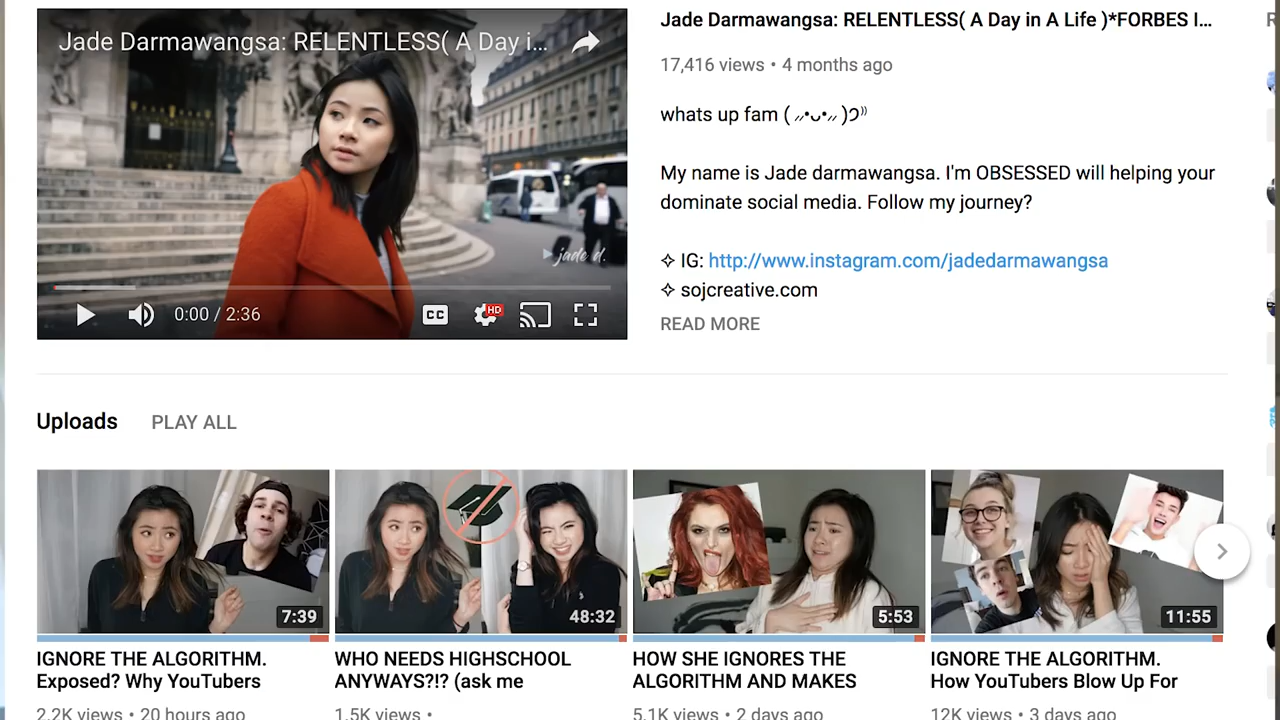 Jade Darmawangsa: RELENTLESS( A Day i...
jade d.
0:00 / 2:36
CC
HD
Jade Darmawangsa: RELENTLESS( A Day in A Life )*FORBES I...
17,416 views • 4 months ago
whats up fam ( ⸝⸝•ᴗ•⸝⸝ )੭⁾⁾
My name is Jade darmawangsa. I'm OBSESSED will helping your
dominate social media. Follow my journey?
✧ IG: http://www.instagram.com/jadedarmawangsa
✧ sojcreative.com
READ MORE
Uploads PLAY ALL
7:39
48:32
5:53
11:55
IGNORE THE ALGORITHM.
Exposed? Why YouTubers
2.2K views • 20 hours ago
WHO NEEDS HIGHSCHOOL
ANYWAYS?!? (ask me
1.5K views •
HOW SHE IGNORES THE
ALGORITHM AND MAKES
5.1K views • 2 days ago
IGNORE THE ALGORITHM.
How YouTubers Blow Up For
12K views • 3 days ago